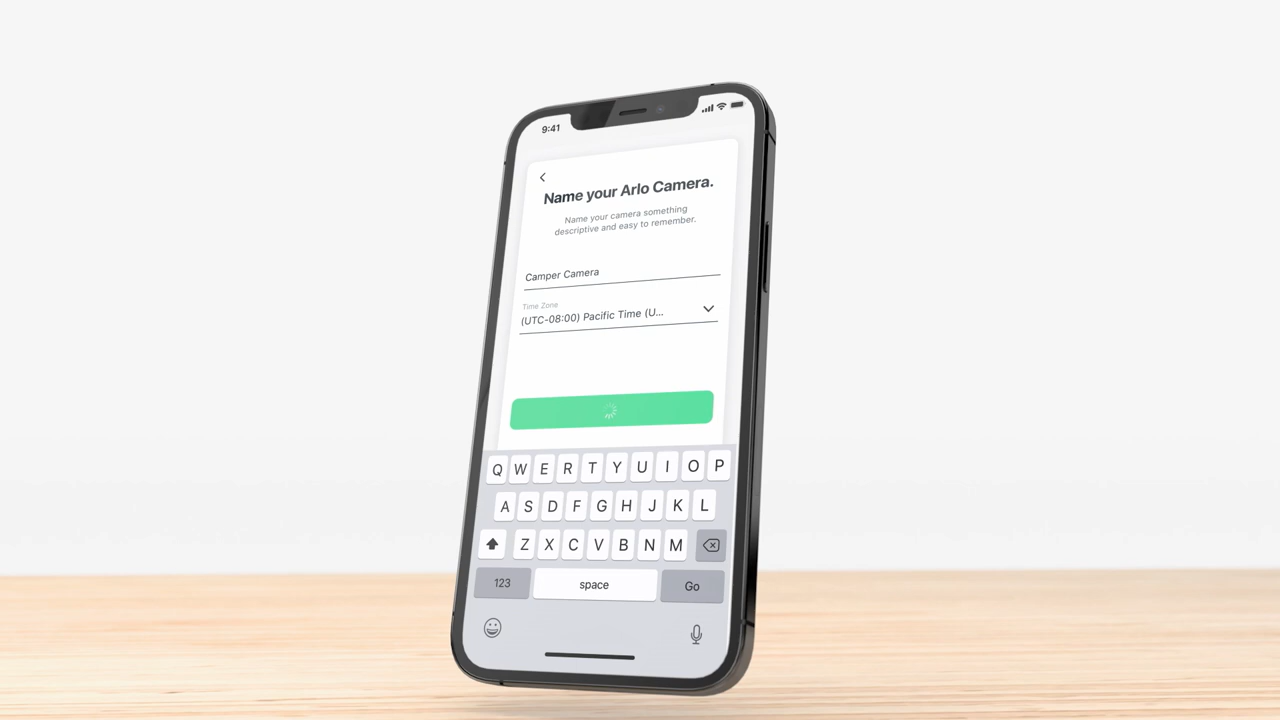 9:41
Name your Arlo Camera.
Name your camera something
descriptive and easy to remember.
Camper Camera
Time Zone
(UTC-08:00) Pacific Time (U...
Q W E R T Y U I O P
A S D F G H J K L
Z X C V B N M
123 space Go